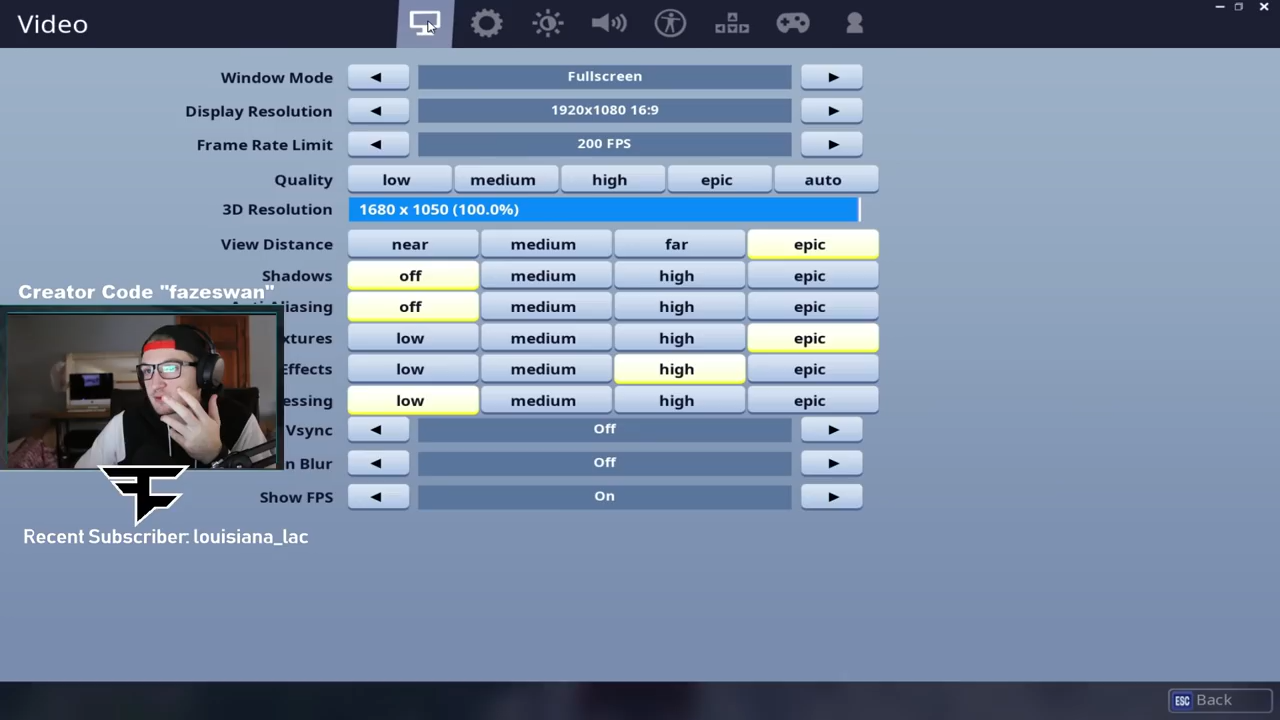 Video
Window Mode ◄ Fullscreen ►
Display Resolution ◄ 1920x1080 16:9 ►
Frame Rate Limit ◄ 200 FPS ►
Quality low medium high epic auto
3D Resolution 1680 x 1050 (100.0%)
View Distance near medium far epic
Shadows off medium high epic
Creator Code "fazeswan"
Aliasing off medium high epic
xtures low medium high epic
Effects low medium high epic
essing low medium high epic
Vsync ◄ Off ►
n Blur ◄ Off ►
Show FPS ◄ On ►
Recent Subscriber: louisiana_lac
ESC Back